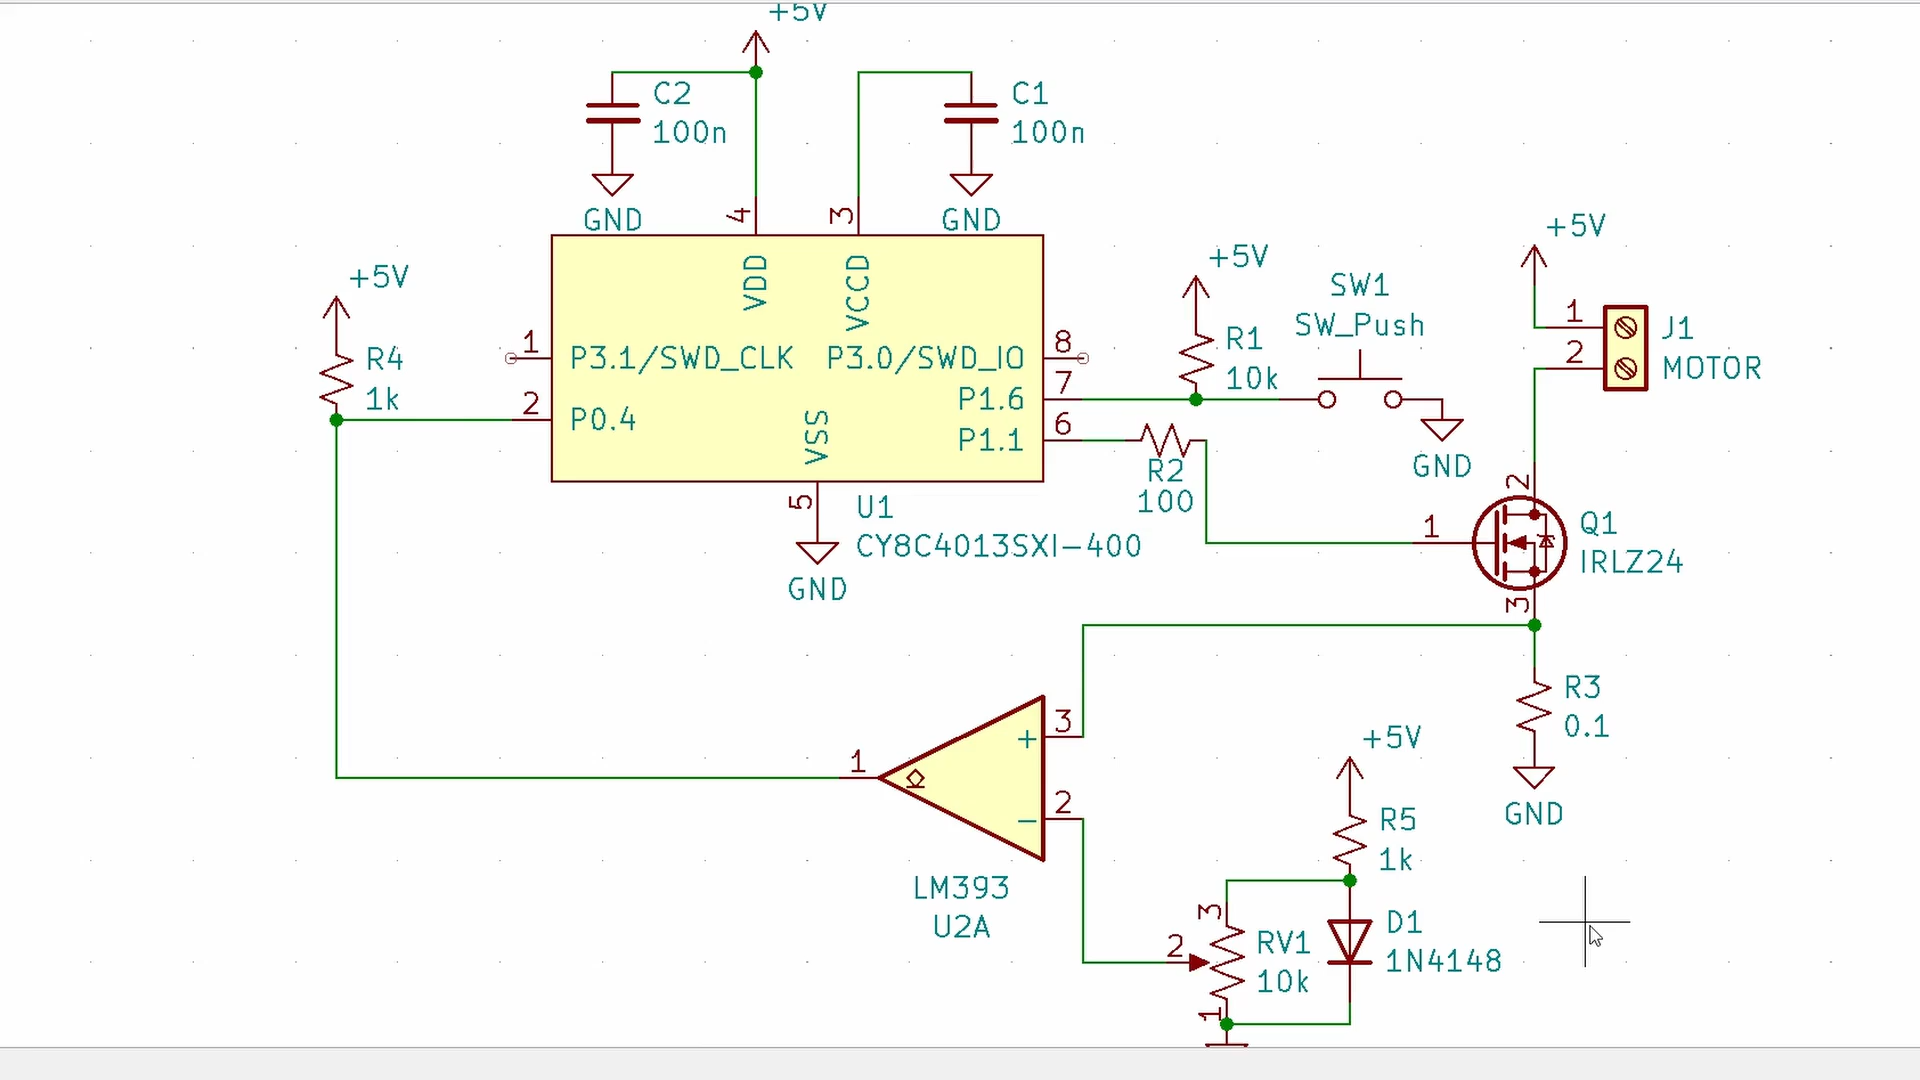 +5V
C2
100n
C1
100n
GND
4
3
GND
+5V
VDD
VCCD
+5V
SW1
SW_Push
+5V
R4
1k
1
P3.1/SWD_CLK
P3.0/SWD_IO
8
R1
10k
1
2
J1
MOTOR
2
P0.4
VSS
P1.6
7
P1.1
6
R2
100
GND
5
U1
CY8C4013SXI-400
GND
2
1
Q1
IRLZ24
3
R3
0.1
GND
1
+
3
-
2
LM393
U2A
+5V
R5
1k
3
2
RV1
10k
1
D1
1N4148